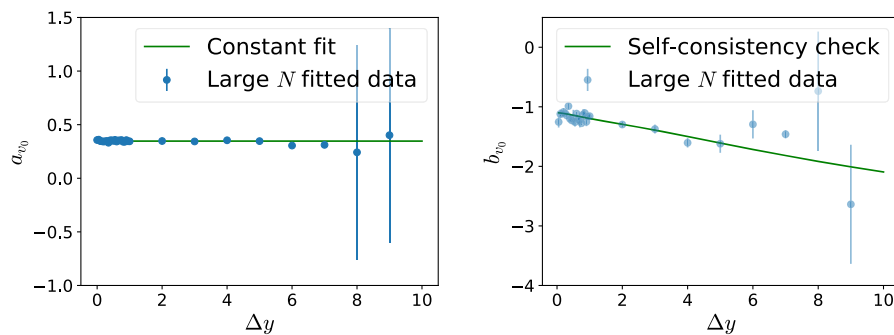 1.5
1.0
0.5
0.0
−0.5
−1.0
0 2 4 6 8 10
Δy
a_{v_0}
Constant fit
Large N fitted data
0
−1
−2
−3
−4
0 2 4 6 8 10
Δy
b_{v_0}
Self-consistency check
Large N fitted data